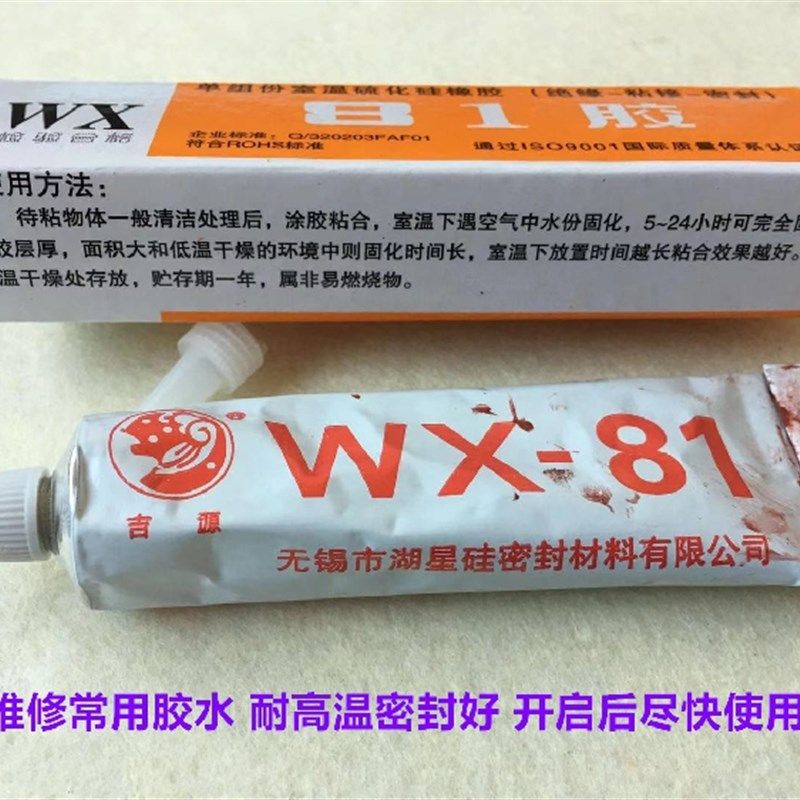 WX
单组份室温硫化硅橡胶（绝缘-粘接-密封）
81胶
企业标准：Q/320203FAF01
符合ROHS标准
通过ISO9001国际质量体系认证
使用方法：
待粘物体一般清洁处理后，涂胶粘合，室温下遇空气中水份固化，5~24小时可完全固
胶层厚，面积大和低温干燥的环境中则固化时间长，室温下放置时间越长粘合效果越好。
温干燥处存放，贮存期一年，属非易燃烧物。
WX-81
®
吉源
无锡市湖星硅密封材料有限公司
维修常用胶水 耐高温密封好 开启后尽快使用